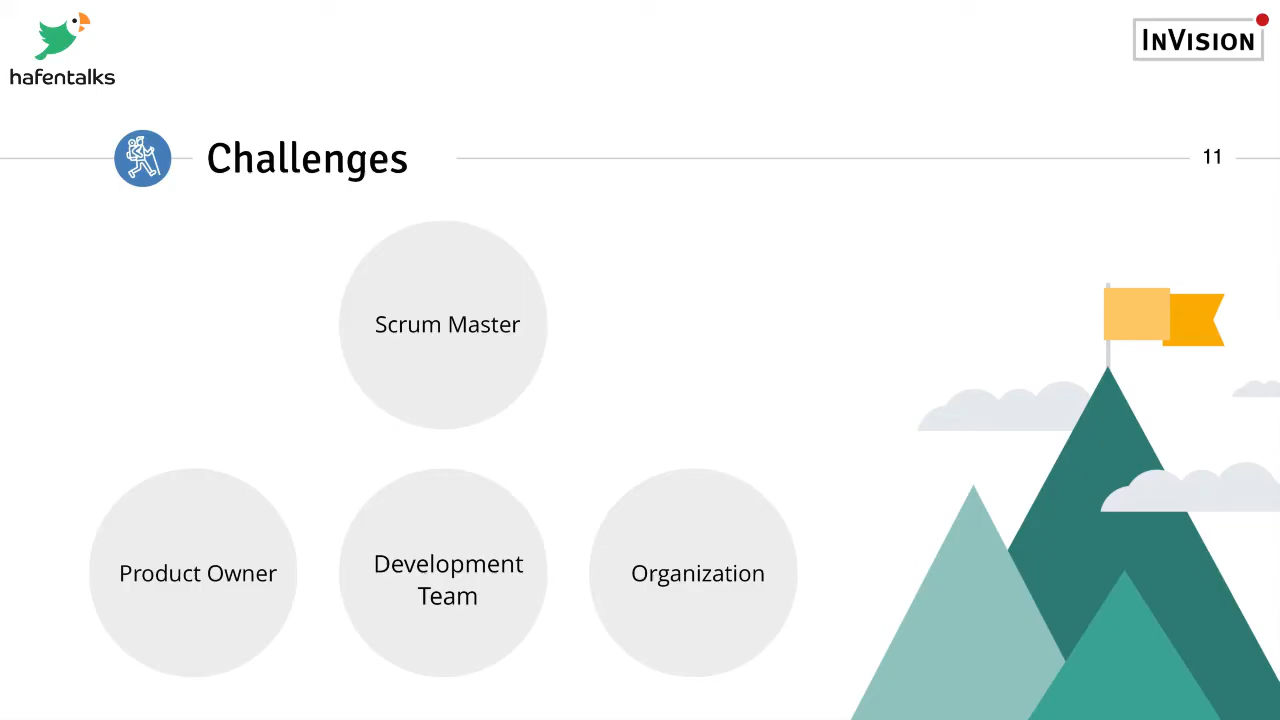 hafentalks
INVISION
Challenges
11
Scrum Master
Product Owner
Development
Team
Organization